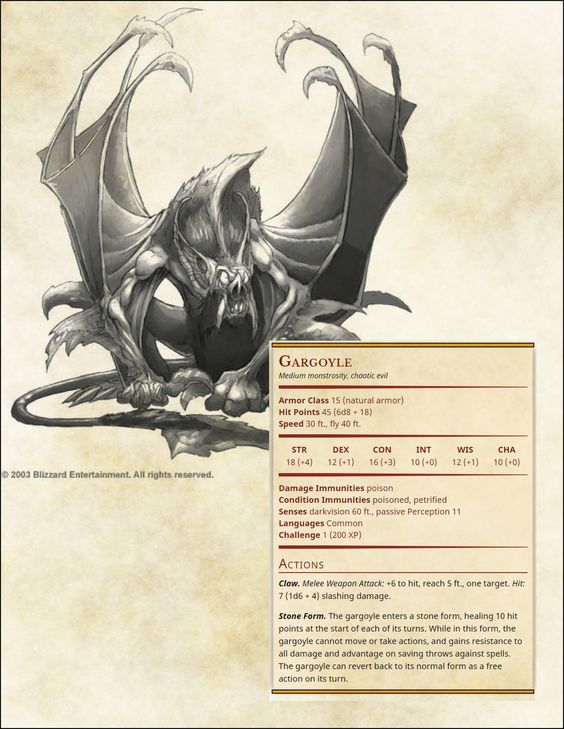 GARGOYLE
Medium monstrosity, chaotic evil
Armor Class 15 (natural armor)
Hit Points 45 (6d8 + 18)
Speed 30 ft., fly 40 ft.
STR DEX CON INT WIS CHA
18 (+4) 12 (+1) 16 (+3) 10 (+0) 12 (+1) 10 (+0)
© 2003 Blizzard Entertainment. All rights reserved.
Damage Immunities poison
Condition Immunities poisoned, petrified
Senses darkvision 60 ft., passive Perception 11
Languages Common
Challenge 1 (200 XP)
ACTIONS
Claw. Melee Weapon Attack: +6 to hit, reach 5 ft., one target. Hit:
7 (1d6 + 4) slashing damage.
Stone Form. The gargoyle enters a stone form, healing 10 hit
points at the start of each of its turns. While in this form, the
gargoyle cannot move or take actions, and gains resistance to
all damage and advantage on saving throws against spells.
The gargoyle can revert back to its normal form as a free
action on its turn.